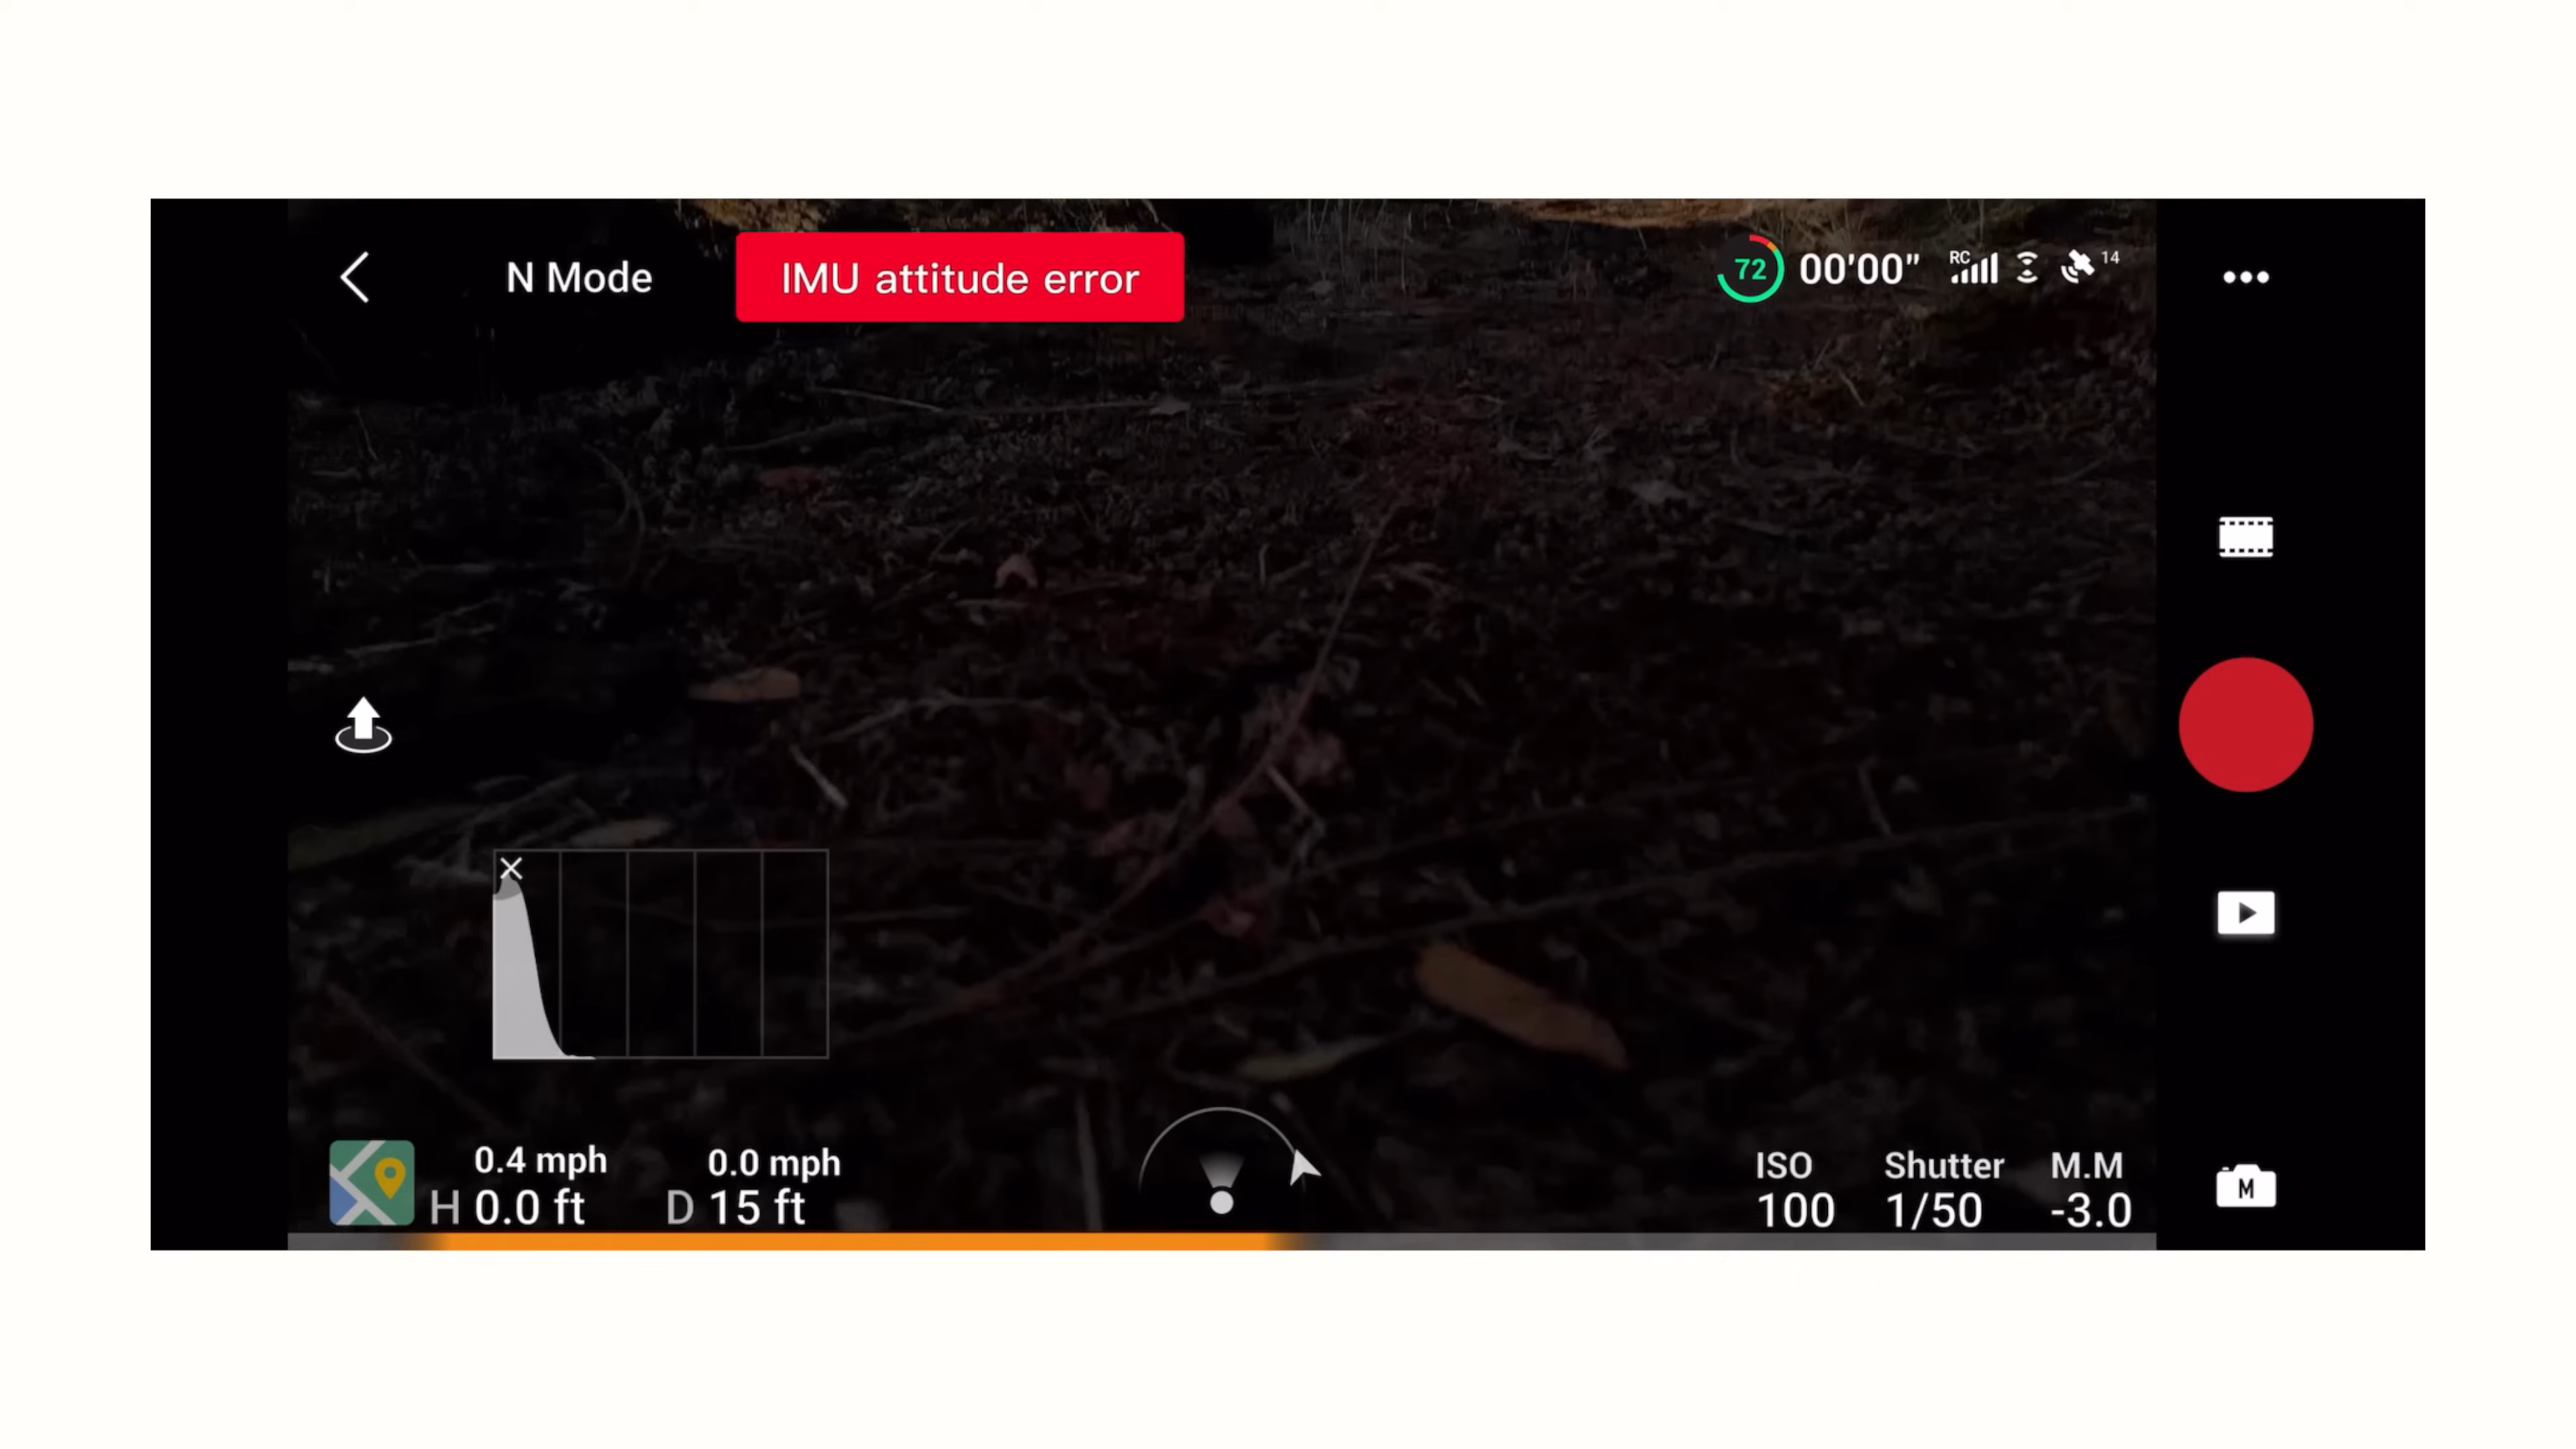 N Mode
IMU attitude error
72
00'00"
RC
14
0.4 mph
0.0 mph
H 0.0 ft
D 15 ft
ISO
Shutter
M.M
100
1/50
-3.0
M